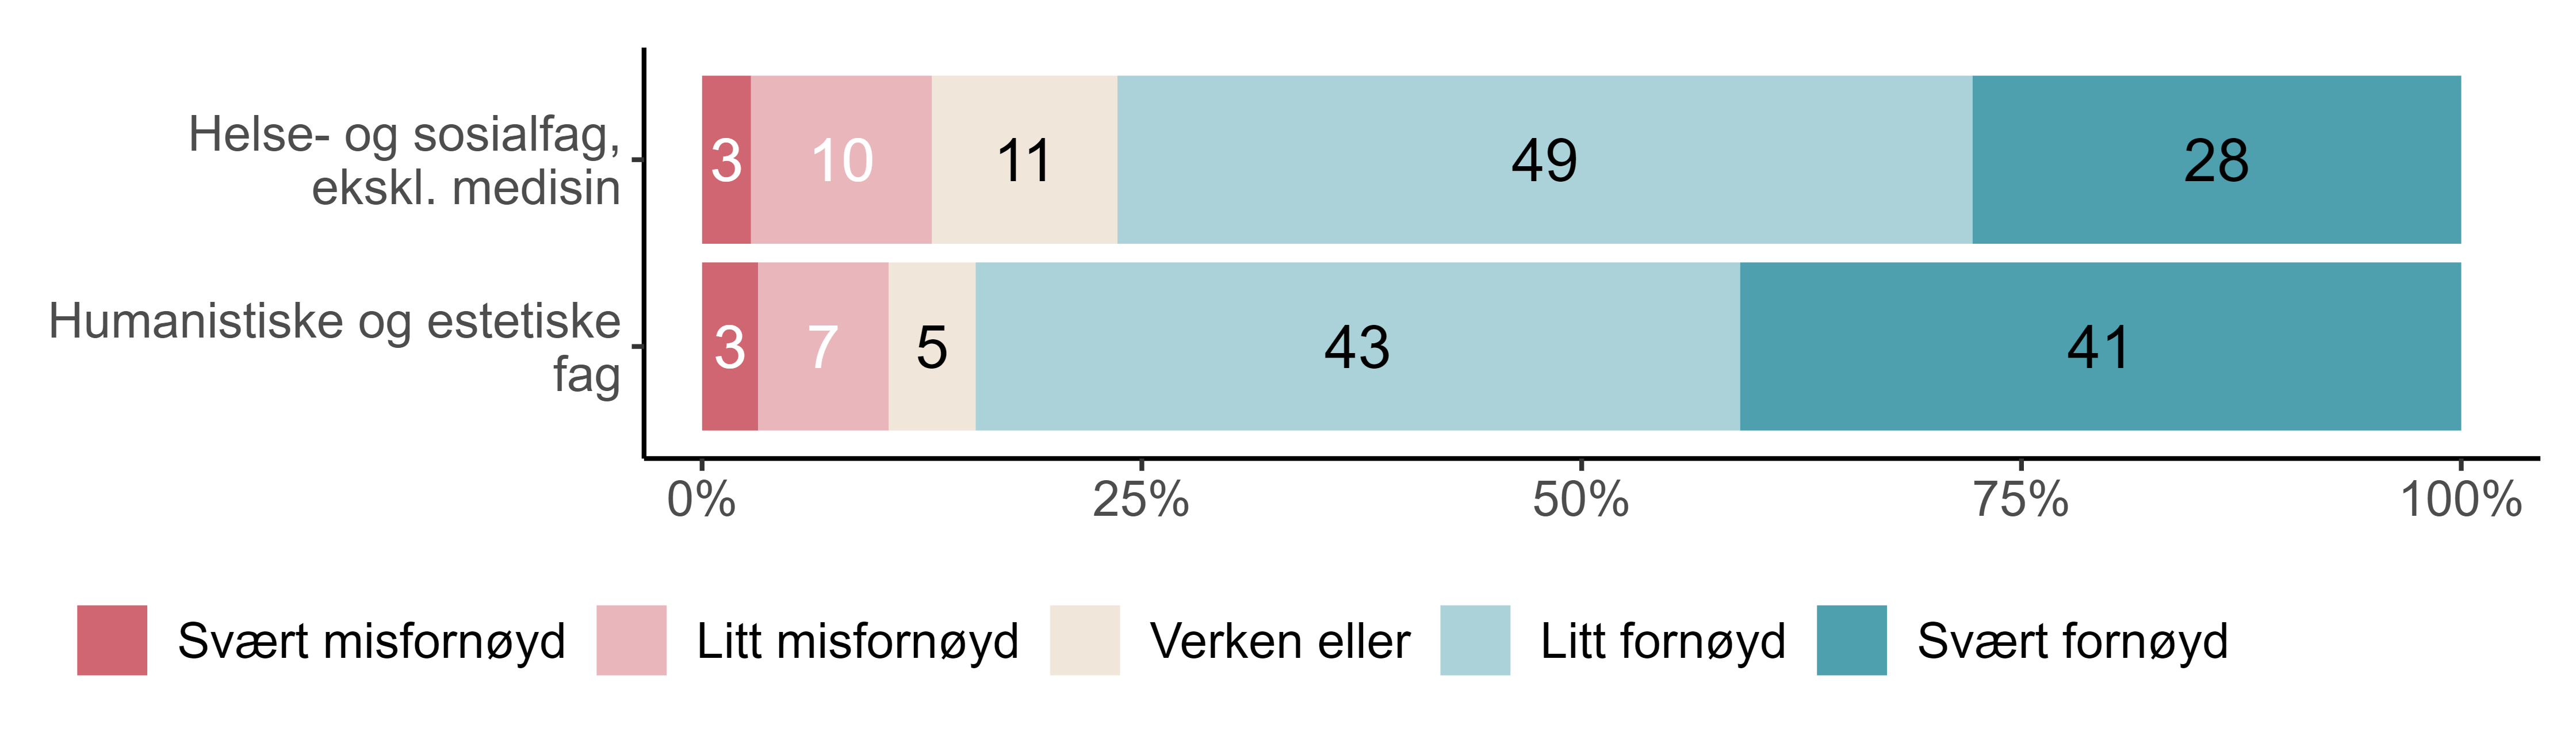 Helse- og sosialfag,
ekskl. medisin
3 10 11 49 28
Humanistiske og estetiske
fag
3 7 5 43 41
0% 25% 50% 75% 100%
Svært misfornøyd Litt misfornøyd Verken eller Litt fornøyd Svært fornøyd